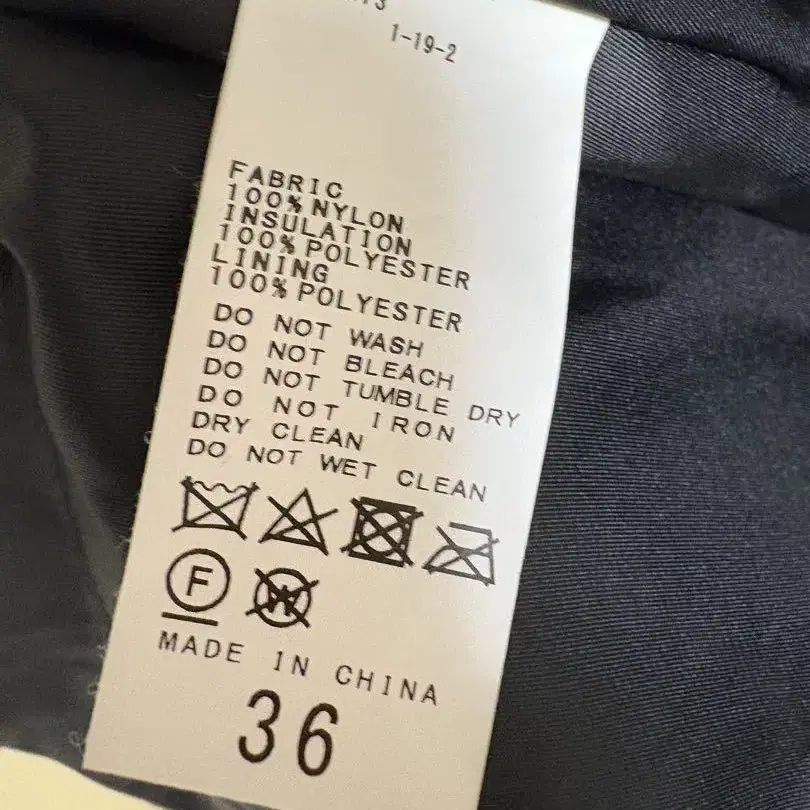 1-19-2
FABRIC
100%NYLON
INSULATION
100%POLYESTER
LINING
100%POLYESTER
DO NOT WASH
DO NOT BLEACH
DO NOT TUMBLE DRY
DO NOT IRON
DRY CLEAN
DO NOT WET CLEAN
F W
MADE IN CHINA
36